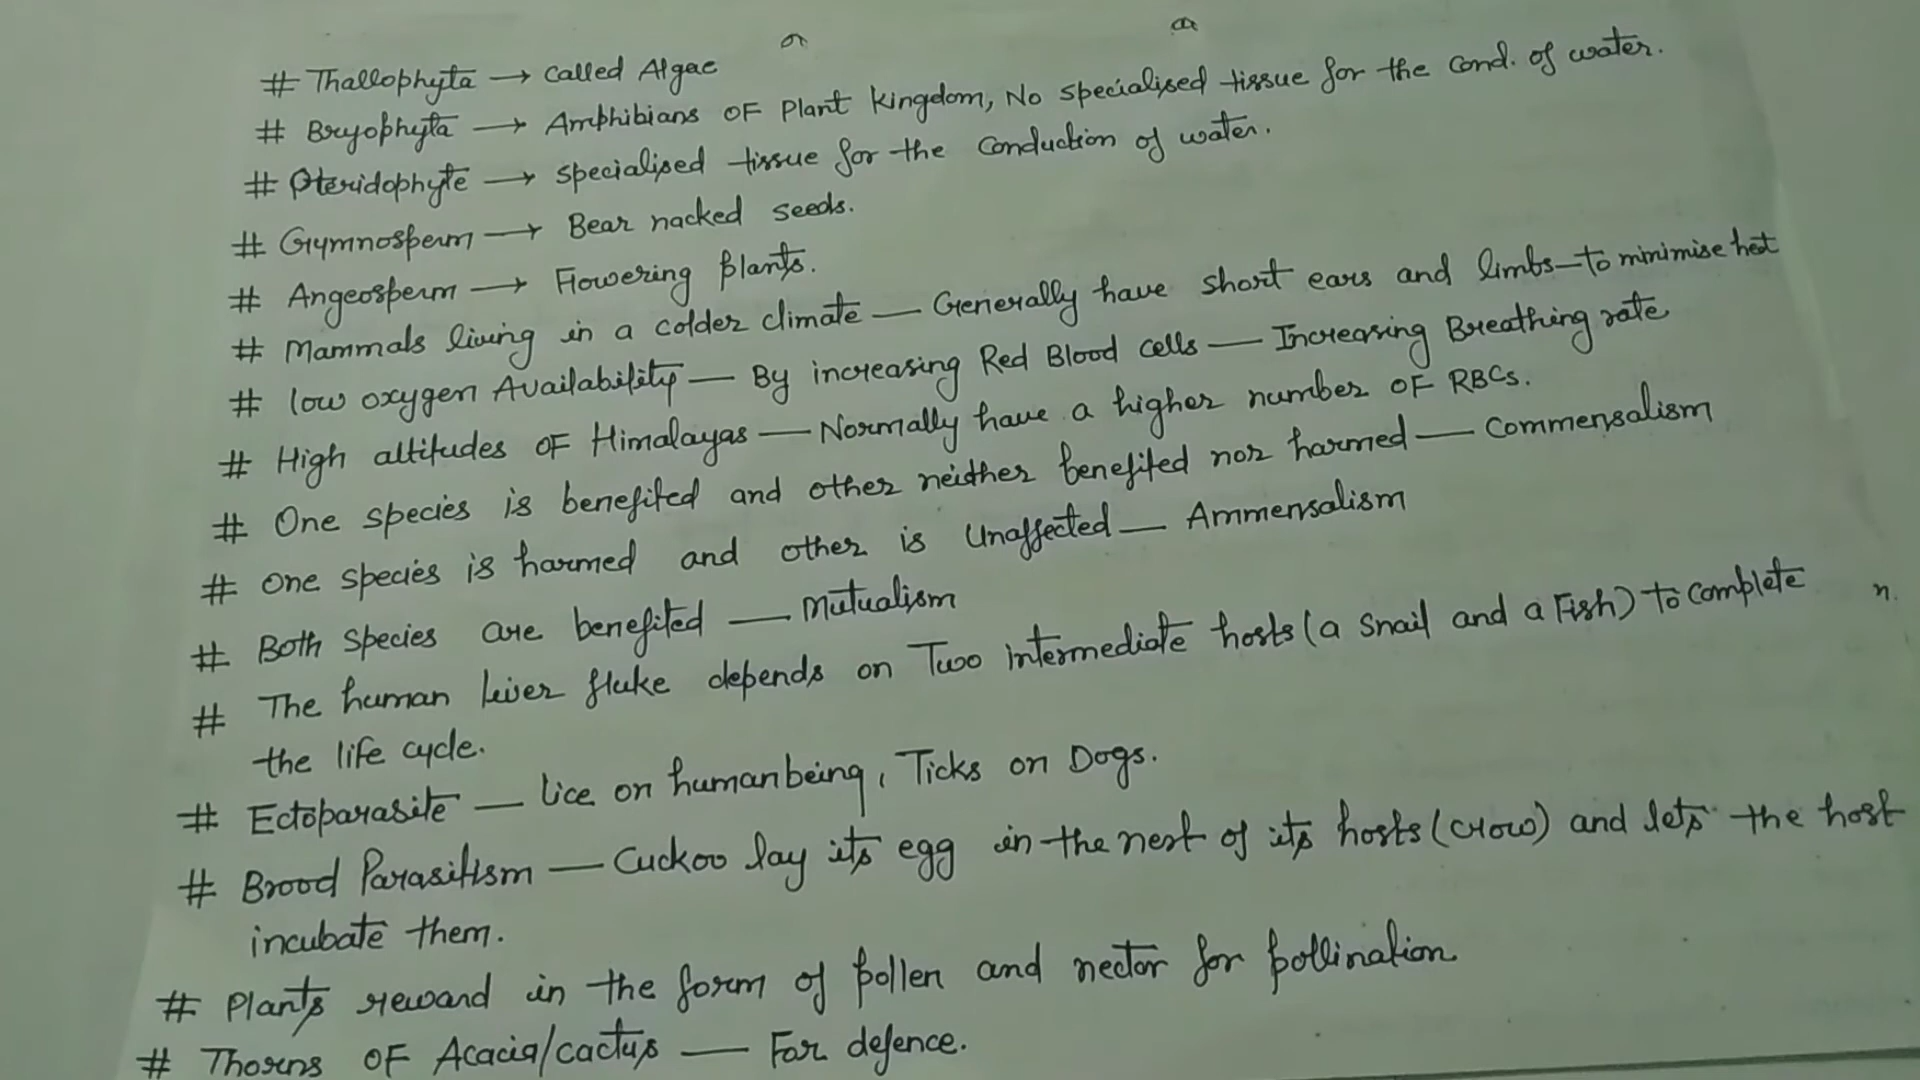 # Thallophyta → Called Algae
# Bryophyta → Amphibians OF Plant kingdom, No specialised tissue for the Cond. of water.
# Pteridophyte → specialised tissue for the Conduction of water.
# Gymnosperm → Bear nacked seeds.
# Angeosperm → Flowering plants.
# Mammals living in a colder climate — Generally have short ears and limbs—to minimise het
# low oxygen Availability — By increasing Red Blood cells — Increasing Breathing rate
# High altitudes OF Himalayas — Normally have a higher number OF RBCs.
# One species is benefited and other neither benefited nor harmed — Commensalism
# One species is harmed and other is Unaffected — Ammensalism
# Both species are benefited — Mutualism
# The human liver fluke depends on Two intermediate hosts (a snail and a Fish) to complete
the life cycle.
# Ectoparasite — lice on humanbeing, Ticks on Dogs.
# Brood Parasitism — Cuckoo lay its egg in the nest of its hosts (crow) and lets the host
incubate them.
# Plants reward in the form of pollen and nector for pollination
# Thorns OF Acacia/cactus — For defence.